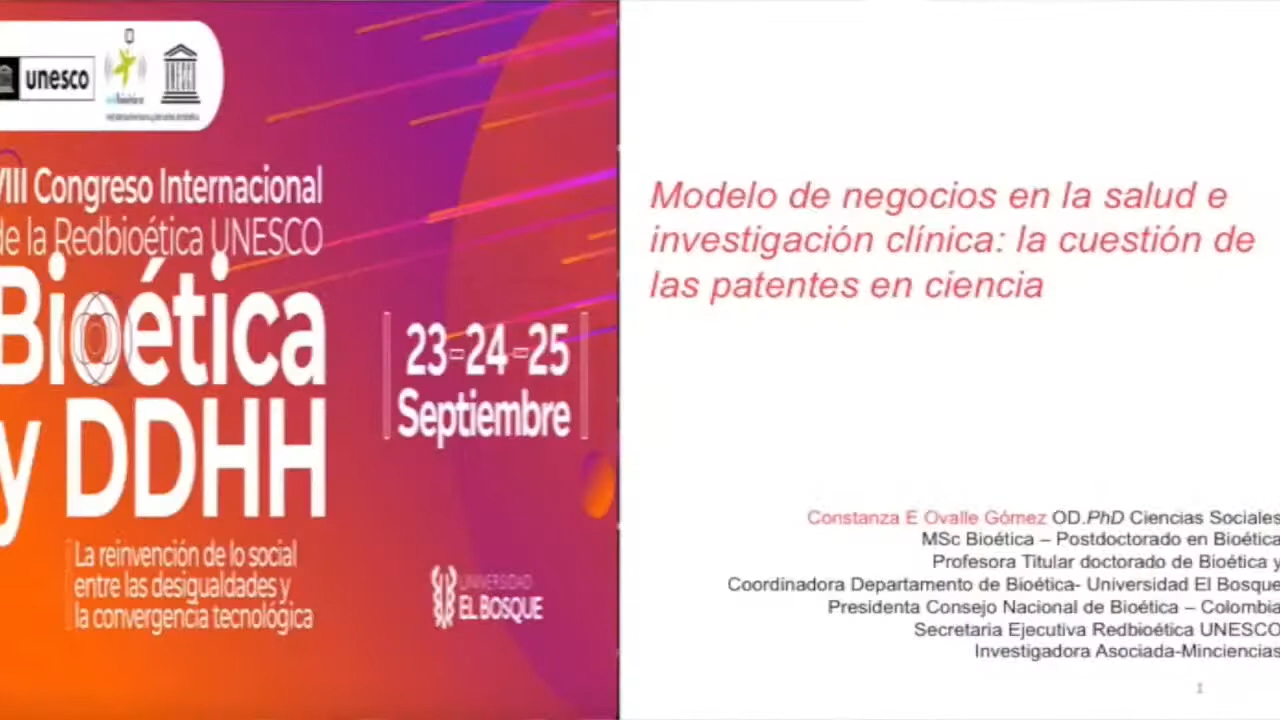 unesco
UNESCO
VIII Congreso Internacional
de la Redbioética UNESCO
Bioética
y DDHH
23-24-25
Septiembre
La reinvención de lo social
entre las desigualdades y
la convergencia tecnológica
UNIVERSIDAD
EL BOSQUE
Modelo de negocios en la salud e
investigación clínica: la cuestión de
las patentes en ciencia
Constanza E Ovalle Gómez OD.PhD Ciencias Sociales
MSc Bioética – Postdoctorado en Bioética
Profesora Titular doctorado de Bioética y
Coordinadora Departamento de Bioética- Universidad El Bosque
Presidenta Consejo Nacional de Bioética – Colombia
Secretaria Ejecutiva Redbioética UNESCO
Investigadora Asociada-Minciencias
1